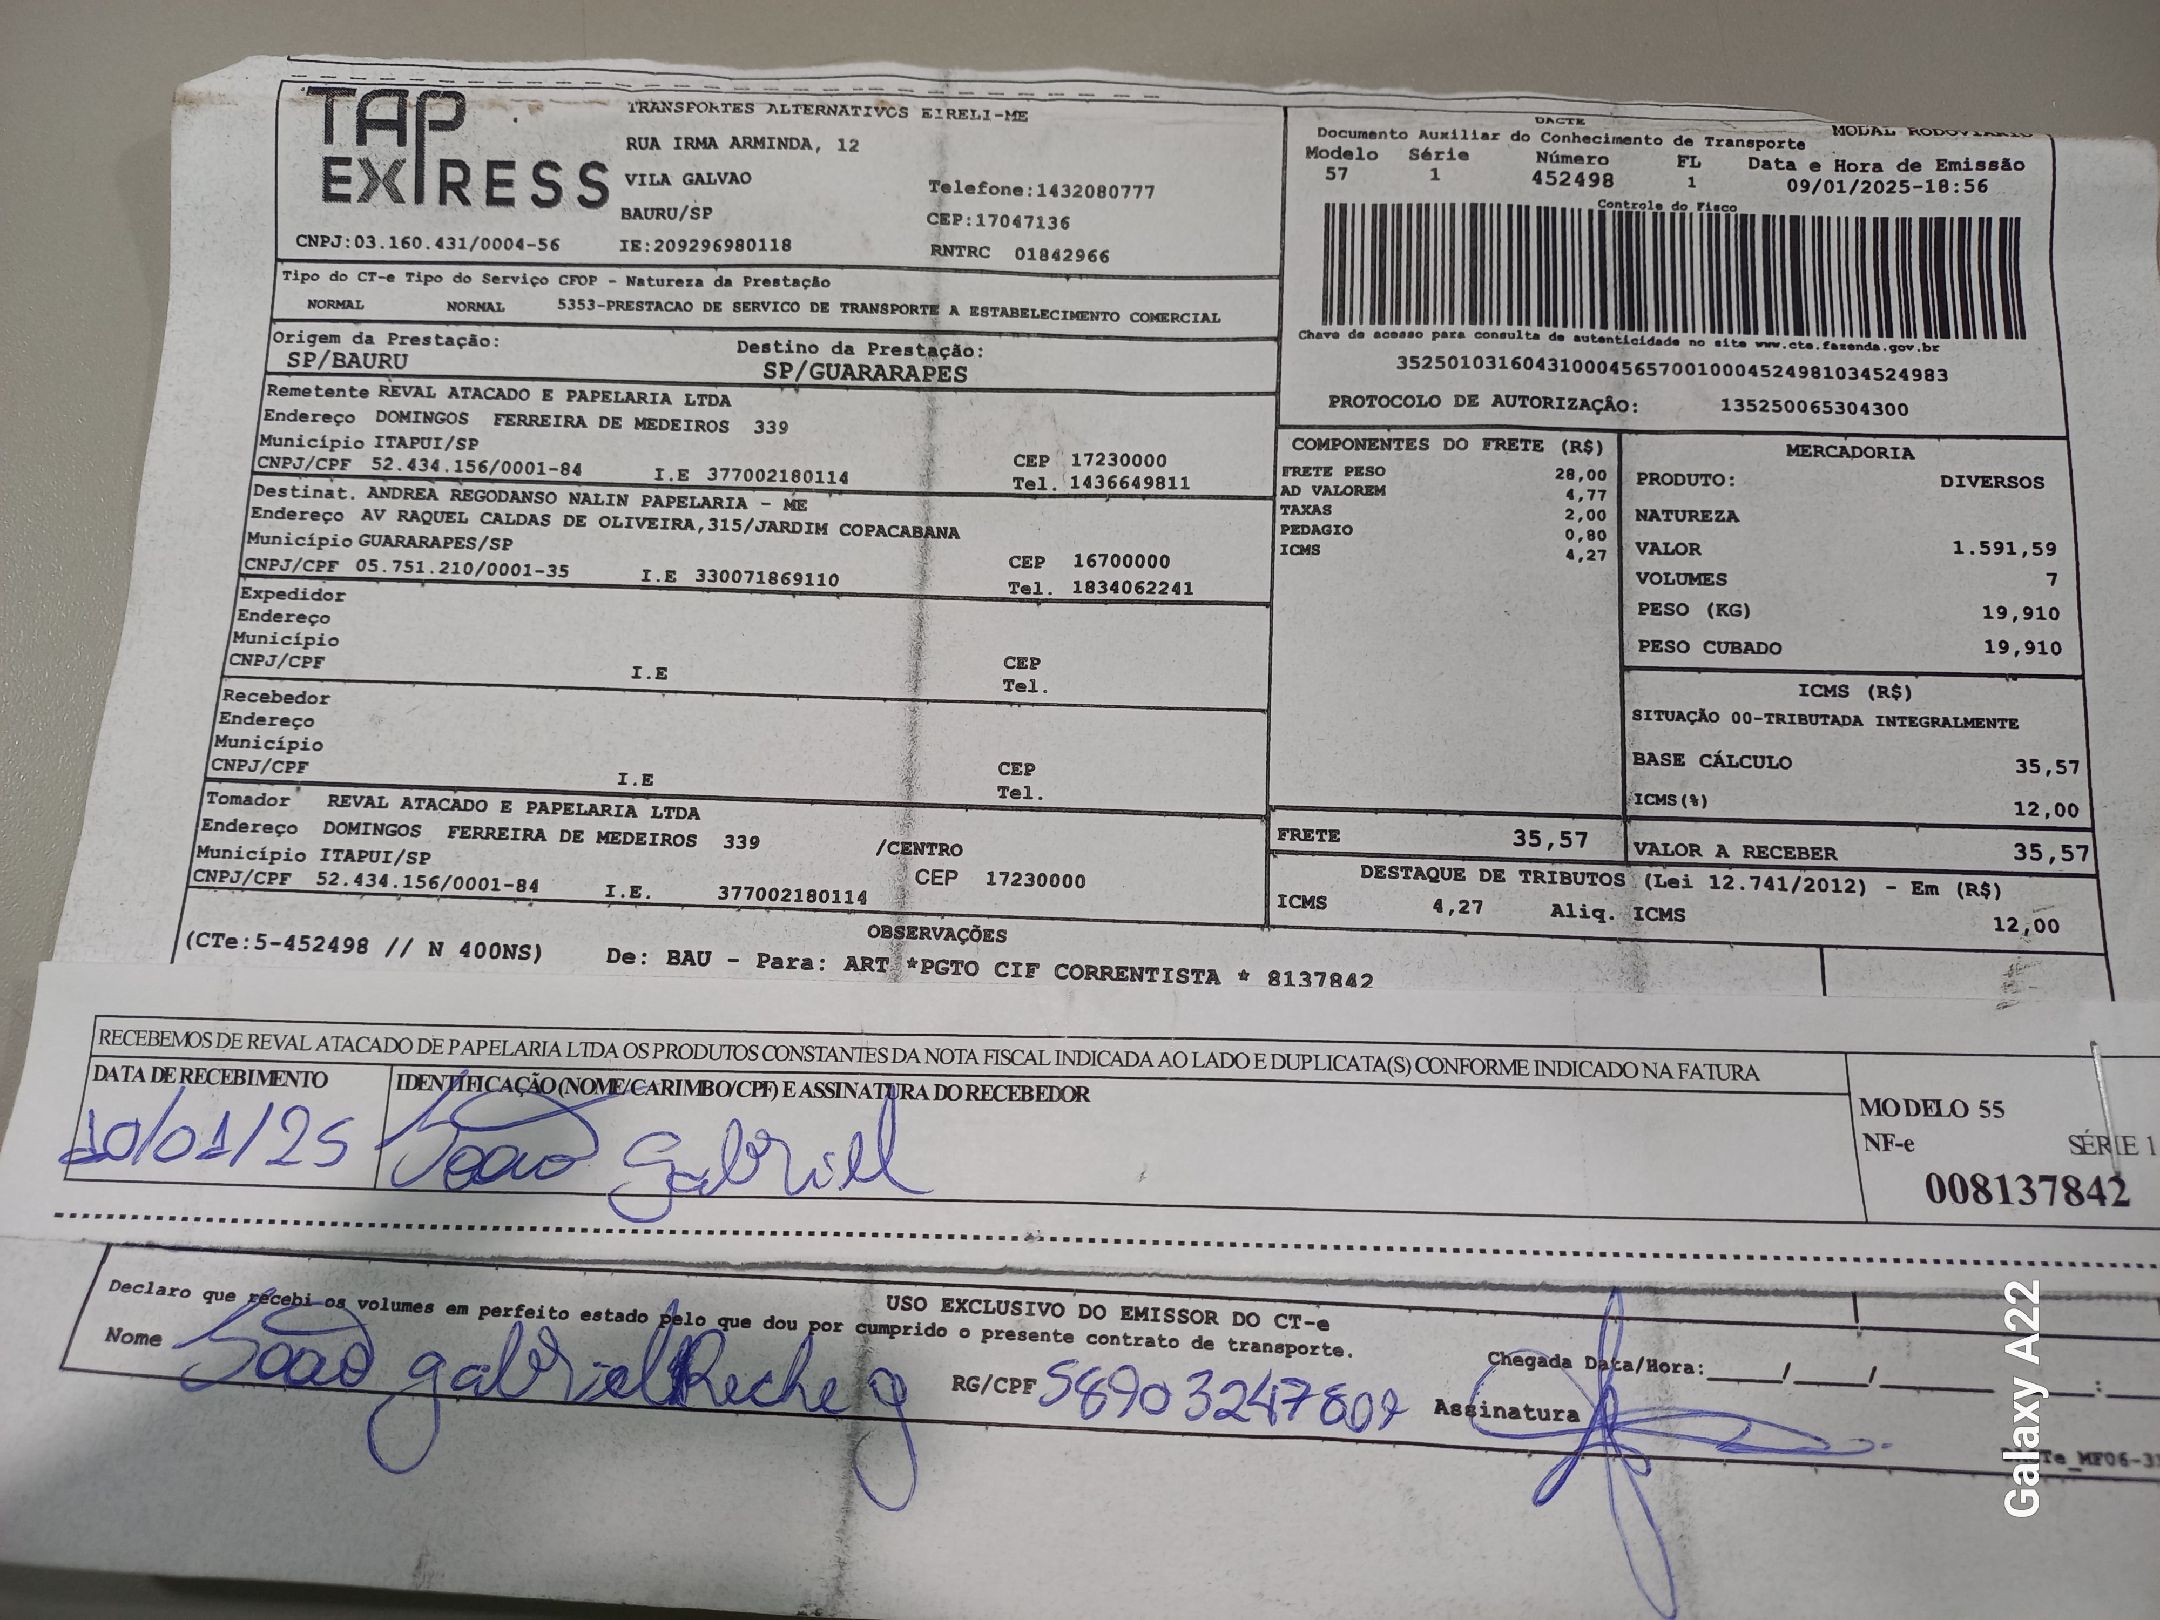 TAP EXPRESS
TRANSPORTES ALTERNATIVOS EIRELI-ME
RUA IRMA ARMINDA, 12
VILA GALVAO
Telefone:1432080777
BAURU/SP
CEP:17047136
CNPJ:03.160.431/0004-56 IE:209296980118
RNTRC 01842966
DACTE
MODAL RODOVIARIO
Documento Auxiliar do Conhecimento de Transporte
Modelo Série Número FL Data e Hora de Emissão
57 1 452498 1 09/01/2025-18:56
Controle do Fisco
Chave de acesso para consulta de autenticidade no site www.cte.fazenda.gov.br
35250103160431000456570010004524981034524983
PROTOCOLO DE AUTORIZAÇÂO: 135250065304300
Tipo do CT-e Tipo do Serviço CFOP - Natureza da Prestação
NORMAL NORMAL 5353-PRESTACAO DE SERVICO DE TRANSPORTE A ESTABELECIMENTO COMERCIAL
Origem da Prestação: Destino da Prestação:
SP/BAURU SP/GUARARAPES
Remetente REVAL ATACADO E PAPELARIA LTDA
Endereço DOMINGOS FERREIRA DE MEDEIROS 339
Município ITAPUI/SP CEP 17230000
CNPJ/CPF 52.434.156/0001-84 I.E 377002180114 Tel. 1436649811
Destinat. ANDREA REGODANSO NALIN PAPELARIA - ME
Endereço AV RAQUEL CALDAS DE OLIVEIRA,315/JARDIM COPACABANA
Município GUARARAPES/SP CEP 16700000
CNPJ/CPF 05.751.210/0001-35 I.E 330071869110 Tel. 1834062241
Expedidor
Endereço
Município CEP
CNPJ/CPF I.E Tel.
Recebedor
Endereço
Município CEP
CNPJ/CPF I.E Tel.
Tomador REVAL ATACADO E PAPELARIA LTDA
Endereço DOMINGOS FERREIRA DE MEDEIROS 339 /CENTRO
Município ITAPUI/SP CEP 17230000
CNPJ/CPF 52.434.156/0001-84 I.E. 377002180114
COMPONENTES DO FRETE (R$)
FRETE PESO 28,00
AD VALOREM 4,77
TAXAS 2,00
PEDAGIO 0,80
ICMS 4,27
MERCADORIA
PRODUTO: DIVERSOS
NATUREZA
VALOR 1.591,59
VOLUMES 7
PESO (KG) 19,910
PESO CUBADO 19,910
ICMS (R$)
SITUAÇÃO 00-TRIBUTADA INTEGRALMENTE
BASE CÁLCULO 35,57
ICMS(%) 12,00
FRETE 35,57 VALOR A RECEBER 35,57
DESTAQUE DE TRIBUTOS (Lei 12.741/2012) - Em (R$)
ICMS 4,27 Aliq. ICMS 12,00
OBSERVAÇÕES
(CTe:5-452498 // N 400NS) De: BAU - Para: ART *PGTO CIF CORRENTISTA * 8137842
RECEBEMOS DE REVAL ATACADO DE PAPELARIA LTDA OS PRODUTOS CONSTANTES DA NOTA FISCAL INDICADA AO LADO E DUPLICATA(S) CONFORME INDICADO NA FATURA
DATA DE RECEBIMENTO IDENTIFICAÇÃO (NOME/CARIMBO/CPF) E ASSINATURA DO RECEBEDOR
10/01/25 João gabriel
MODELO 55
NF-e SÉRIE 1
008137842
USO EXCLUSIVO DO EMISSOR DO CT-e
Declaro que recebi os volumes em perfeito estado pelo que dou por cumprido o presente contrato de transporte.
Nome João gabriel Reche g RG/CPF Assinatura
Chegada Data/Hora:____/____/____ :
Te_MF06-
Galaxy A22